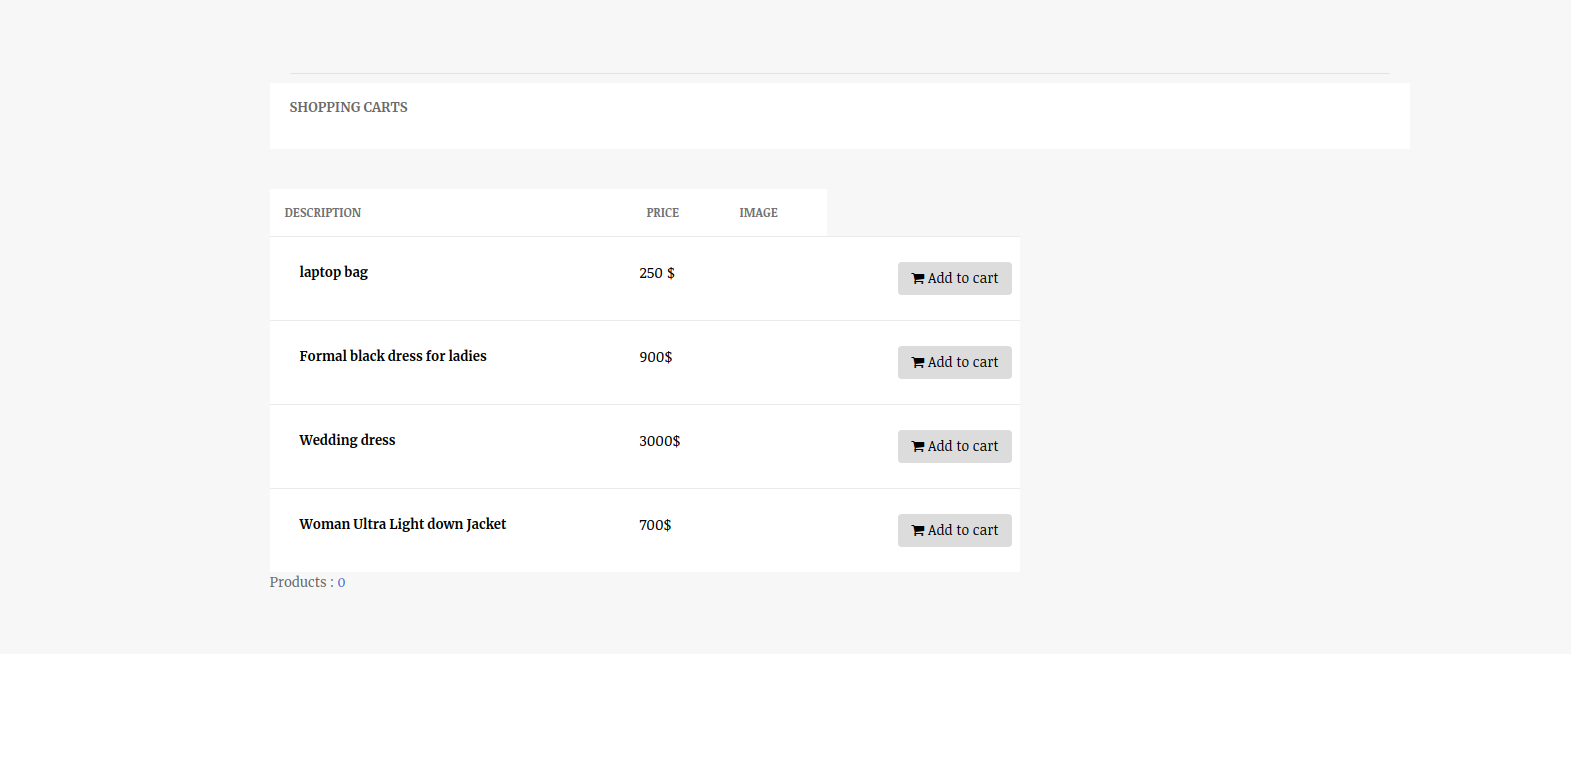 SHOPPING CARTS
DESCRIPTION PRICE IMAGE
laptop bag 250 $ Add to cart
Formal black dress for ladies 900$ Add to cart
Wedding dress 3000$ Add to cart
Woman Ultra Light down Jacket 700$ Add to cart
Products : 0